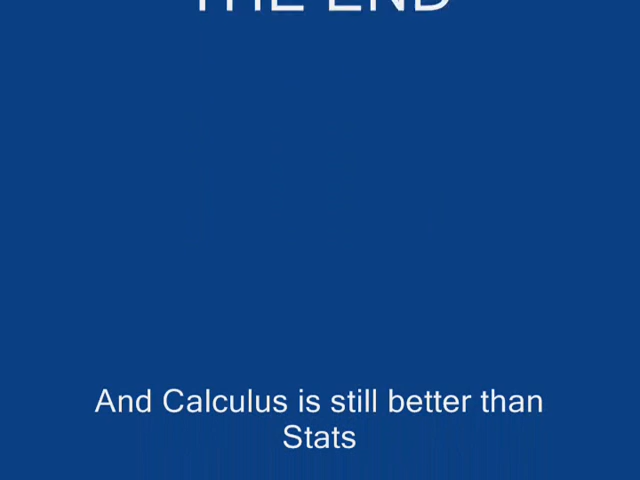 THE END
And Calculus is still better than
Stats